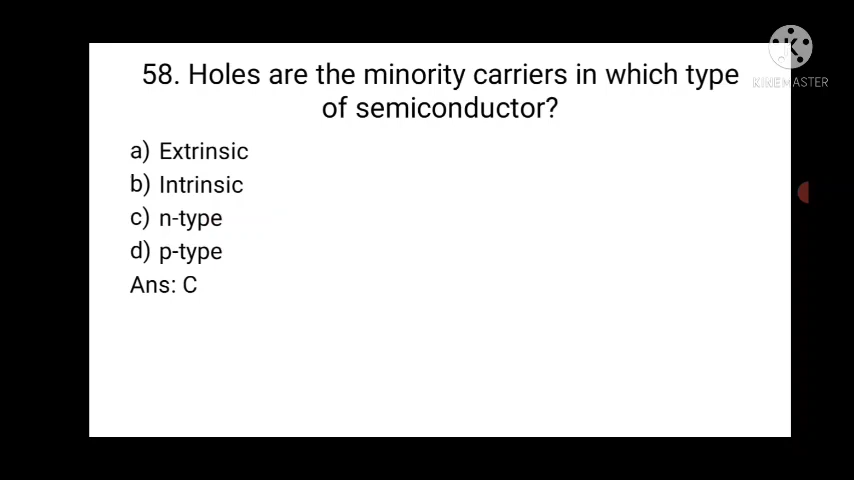 58. Holes are the minority carriers in which type
of semiconductor?
a) Extrinsic
b) Intrinsic
c) n-type
d) p-type
Ans: C
KINEMASTER